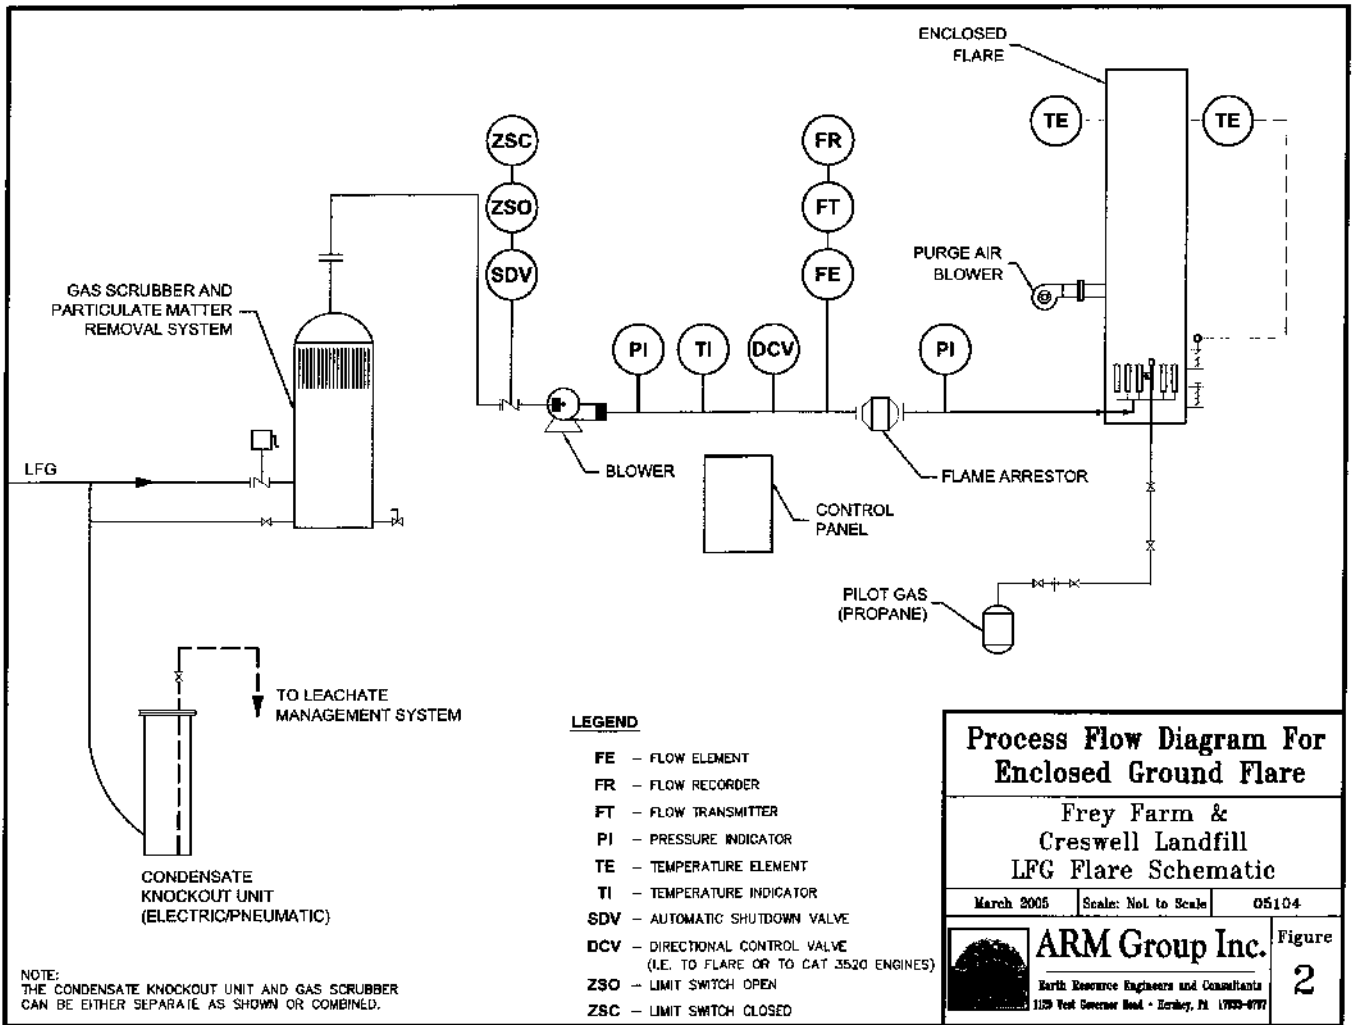 ENCLOSED
FLARE
ZSC
FR
TE
TE
ZSO
FT
PURGE AIR
BLOWER
SDV
FE
GAS SCRUBBER AND
PARTICULATE MATTER
REMOVAL SYSTEM
PI
TI
DCV
PI
LFG
BLOWER
FLAME ARRESTOR
CONTROL
PANEL
PILOT GAS
(PROPANE)
TO LEACHATE
MANAGEMENT SYSTEM
CONDENSATE
KNOCKOUT UNIT
(ELECTRIC/PNEUMATIC)
NOTE:
THE CONDENSATE KNOCKOUT UNIT AND GAS SCRUBBER
CAN BE EITHER SEPARATE AS SHOWN OR COMBINED.
LEGEND
FE – FLOW ELEMENT
FR – FLOW RECORDER
FT – FLOW TRANSMITTER
PI – PRESSURE INDICATOR
TE – TEMPERATURE ELEMENT
TI – TEMPERATURE INDICATOR
SDV – AUTOMATIC SHUTDOWN VALVE
DCV – DIRECTIONAL CONTROL VALVE
(I.E. TO FLARE OR TO CAT 3520 ENGINES)
ZSO – LIMIT SWITCH OPEN
ZSC – LIMIT SWITCH CLOSED
Process Flow Diagram For
Enclosed Ground Flare
Frey Farm &
Creswell Landfill
LFG Flare Schematic
March 2005 Scale: Not to Scale 05104
ARM Group Inc.
Earth Resource Engineers and Consultants
1129 West Governor Road • Hershey, PA
Figure
2